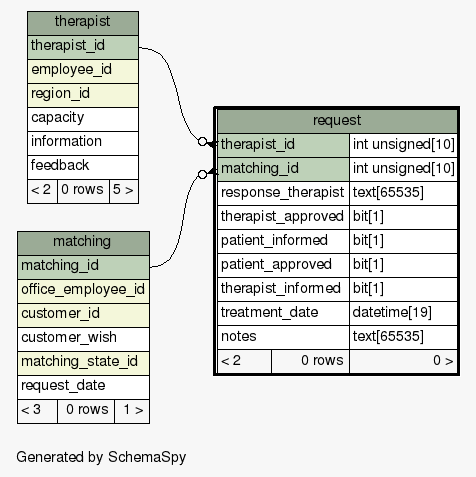 therapist
therapist_id
employee_id
region_id
capacity
information
feedback
< 2 0 rows 5 >
request
therapist_id int unsigned[10]
matching_id int unsigned[10]
response_therapist text[65535]
therapist_approved bit[1]
patient_informed bit[1]
patient_approved bit[1]
therapist_informed bit[1]
treatment_date datetime[19]
notes text[65535]
< 2 0 rows 0 >
matching
matching_id
office_employee_id
customer_id
customer_wish
matching_state_id
request_date
< 3 0 rows 1 >
Generated by SchemaSpy